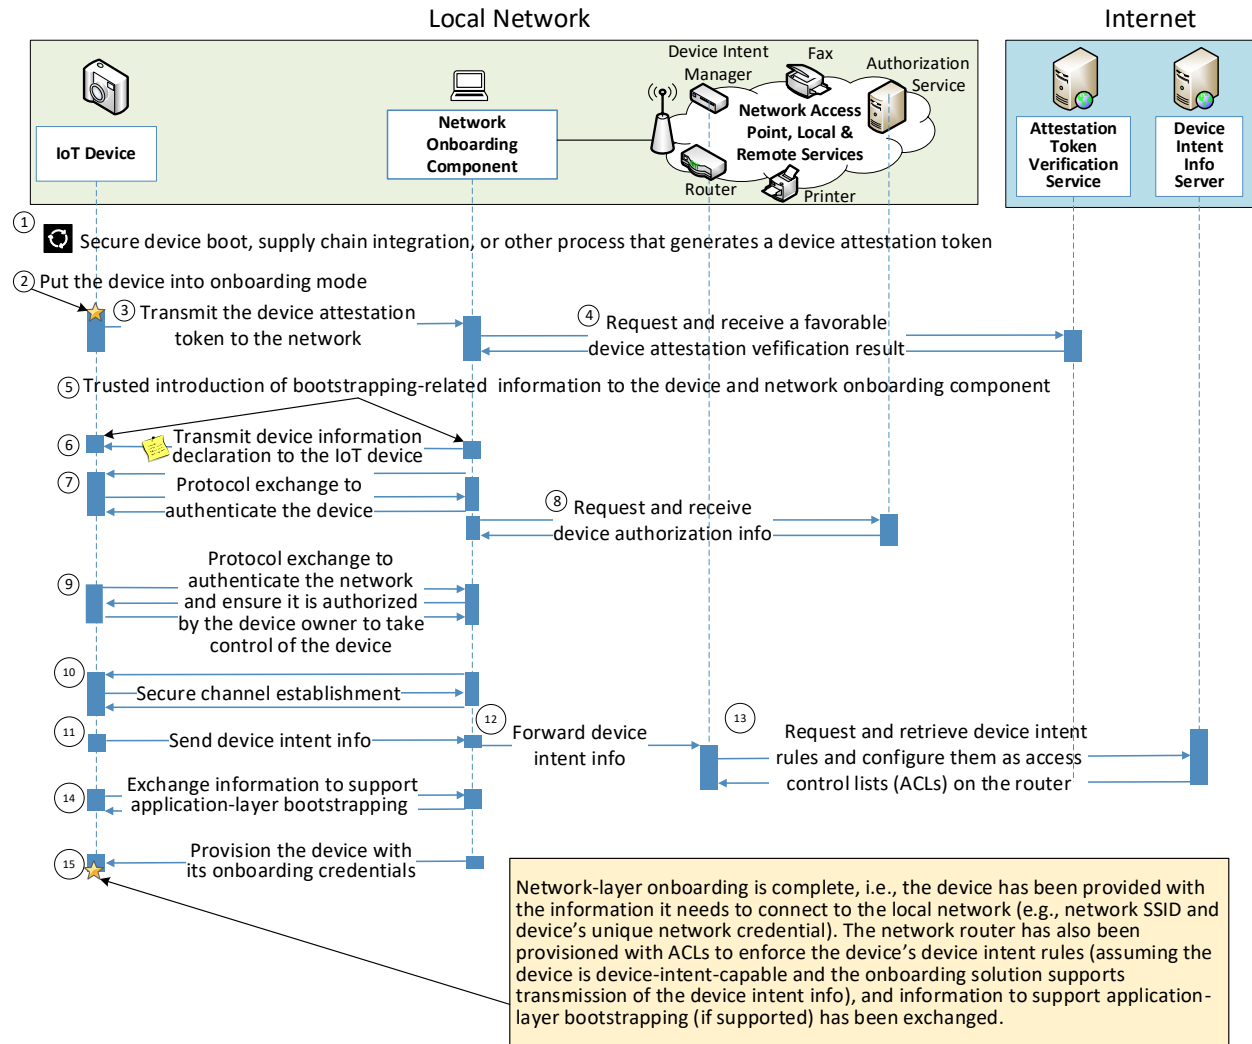 Local Network
Internet
Device Intent
Manager
Fax
Authorization
Service
Network
Onboarding
Component
IoT Device
Network Access
Point, Local &
Remote Services
Router
Printer
Attestation
Token
Verification
Service
Device
Intent
Info
Server
1
Secure device boot, supply chain integration, or other process that generates a device attestation token
2 Put the device into onboarding mode
3 Transmit the device attestation
token to the network
4 Request and receive a favorable
device attestation vefification result
5 Trusted introduction of bootstrapping-related information to the device and network onboarding component
6 Transmit device information
declaration to the IoT device
7 Protocol exchange to
authenticate the device
8 Request and receive
device authorization info
9 Protocol exchange to
authenticate the network
and ensure it is authorized
by the device owner to take
control of the device
10
Secure channel establishment
11 Send device intent info
12
Forward device
intent info
13
Request and retrieve device intent
rules and configure them as access
control lists (ACLs) on the router
14 Exchange information to support
application-layer bootstrapping
15 Provision the device with
its onboarding credentials
Network-layer onboarding is complete, i.e., the device has been provided with
the information it needs to connect to the local network (e.g., network SSID and
device's unique network credential). The network router has also been
provisioned with ACLs to enforce the device's device intent rules (assuming the
device is device-intent-capable and the onboarding solution supports
transmission of the device intent info), and information to support application-
layer bootstrapping (if supported) has been exchanged.